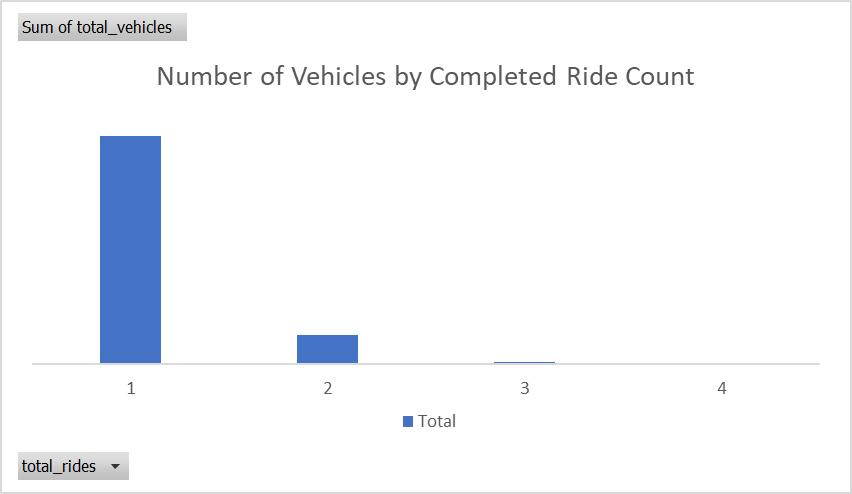 Sum of total_vehicles
Number of Vehicles by Completed Ride Count
1 2 3 4
Total
total_rides